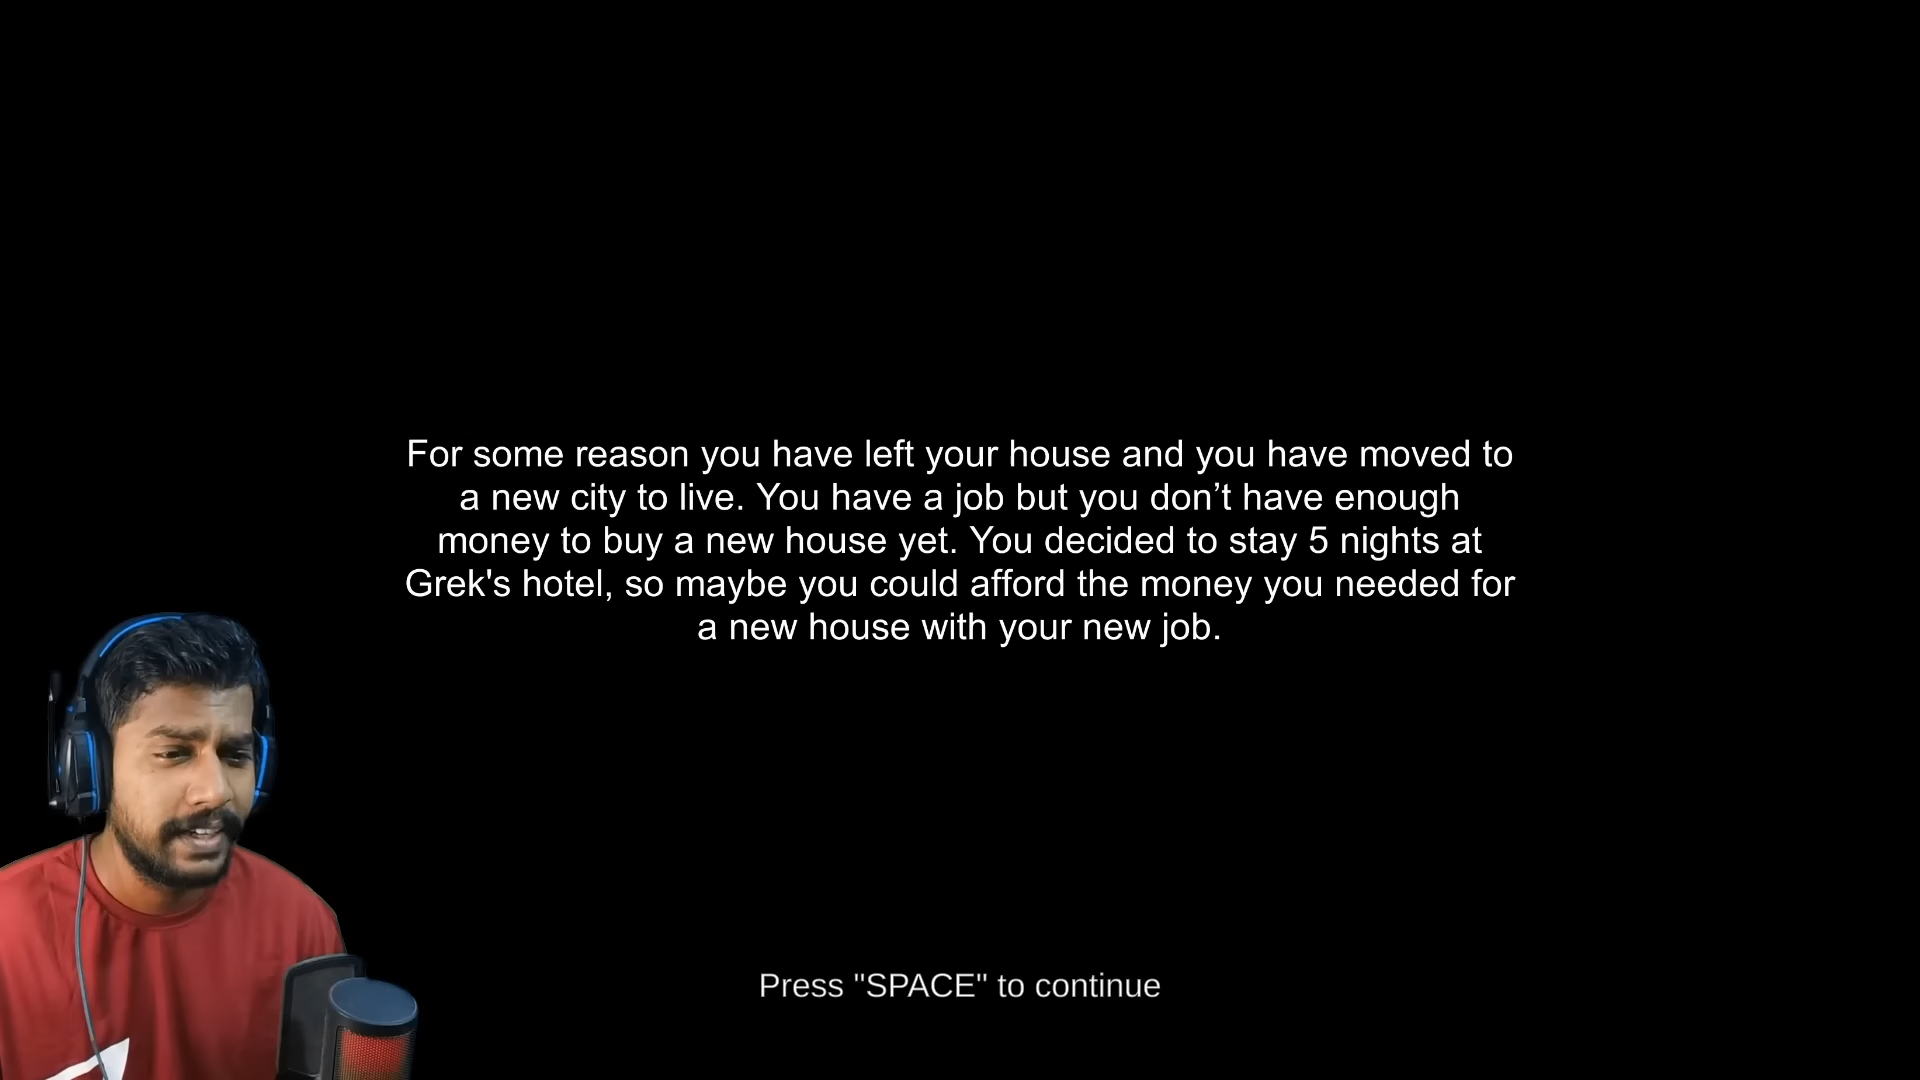 For some reason you have left your house and you have moved to
a new city to live. You have a job but you don’t have enough
money to buy a new house yet. You decided to stay 5 nights at
Grek's hotel, so maybe you could afford the money you needed for
a new house with your new job.
Press "SPACE" to continue